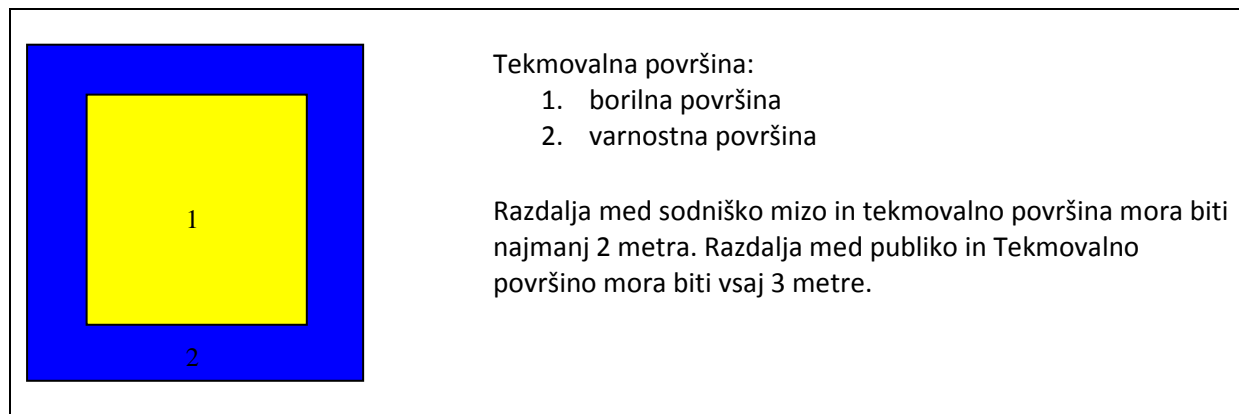 Tekmovalna površina:
1. borilna površina
2. varnostna površina
Razdalja med sodniško mizo in tekmovalno površina mora biti
najmanj 2 metra. Razdalja med publiko in Tekmovalno
površino mora biti vsaj 3 metre.
1
2